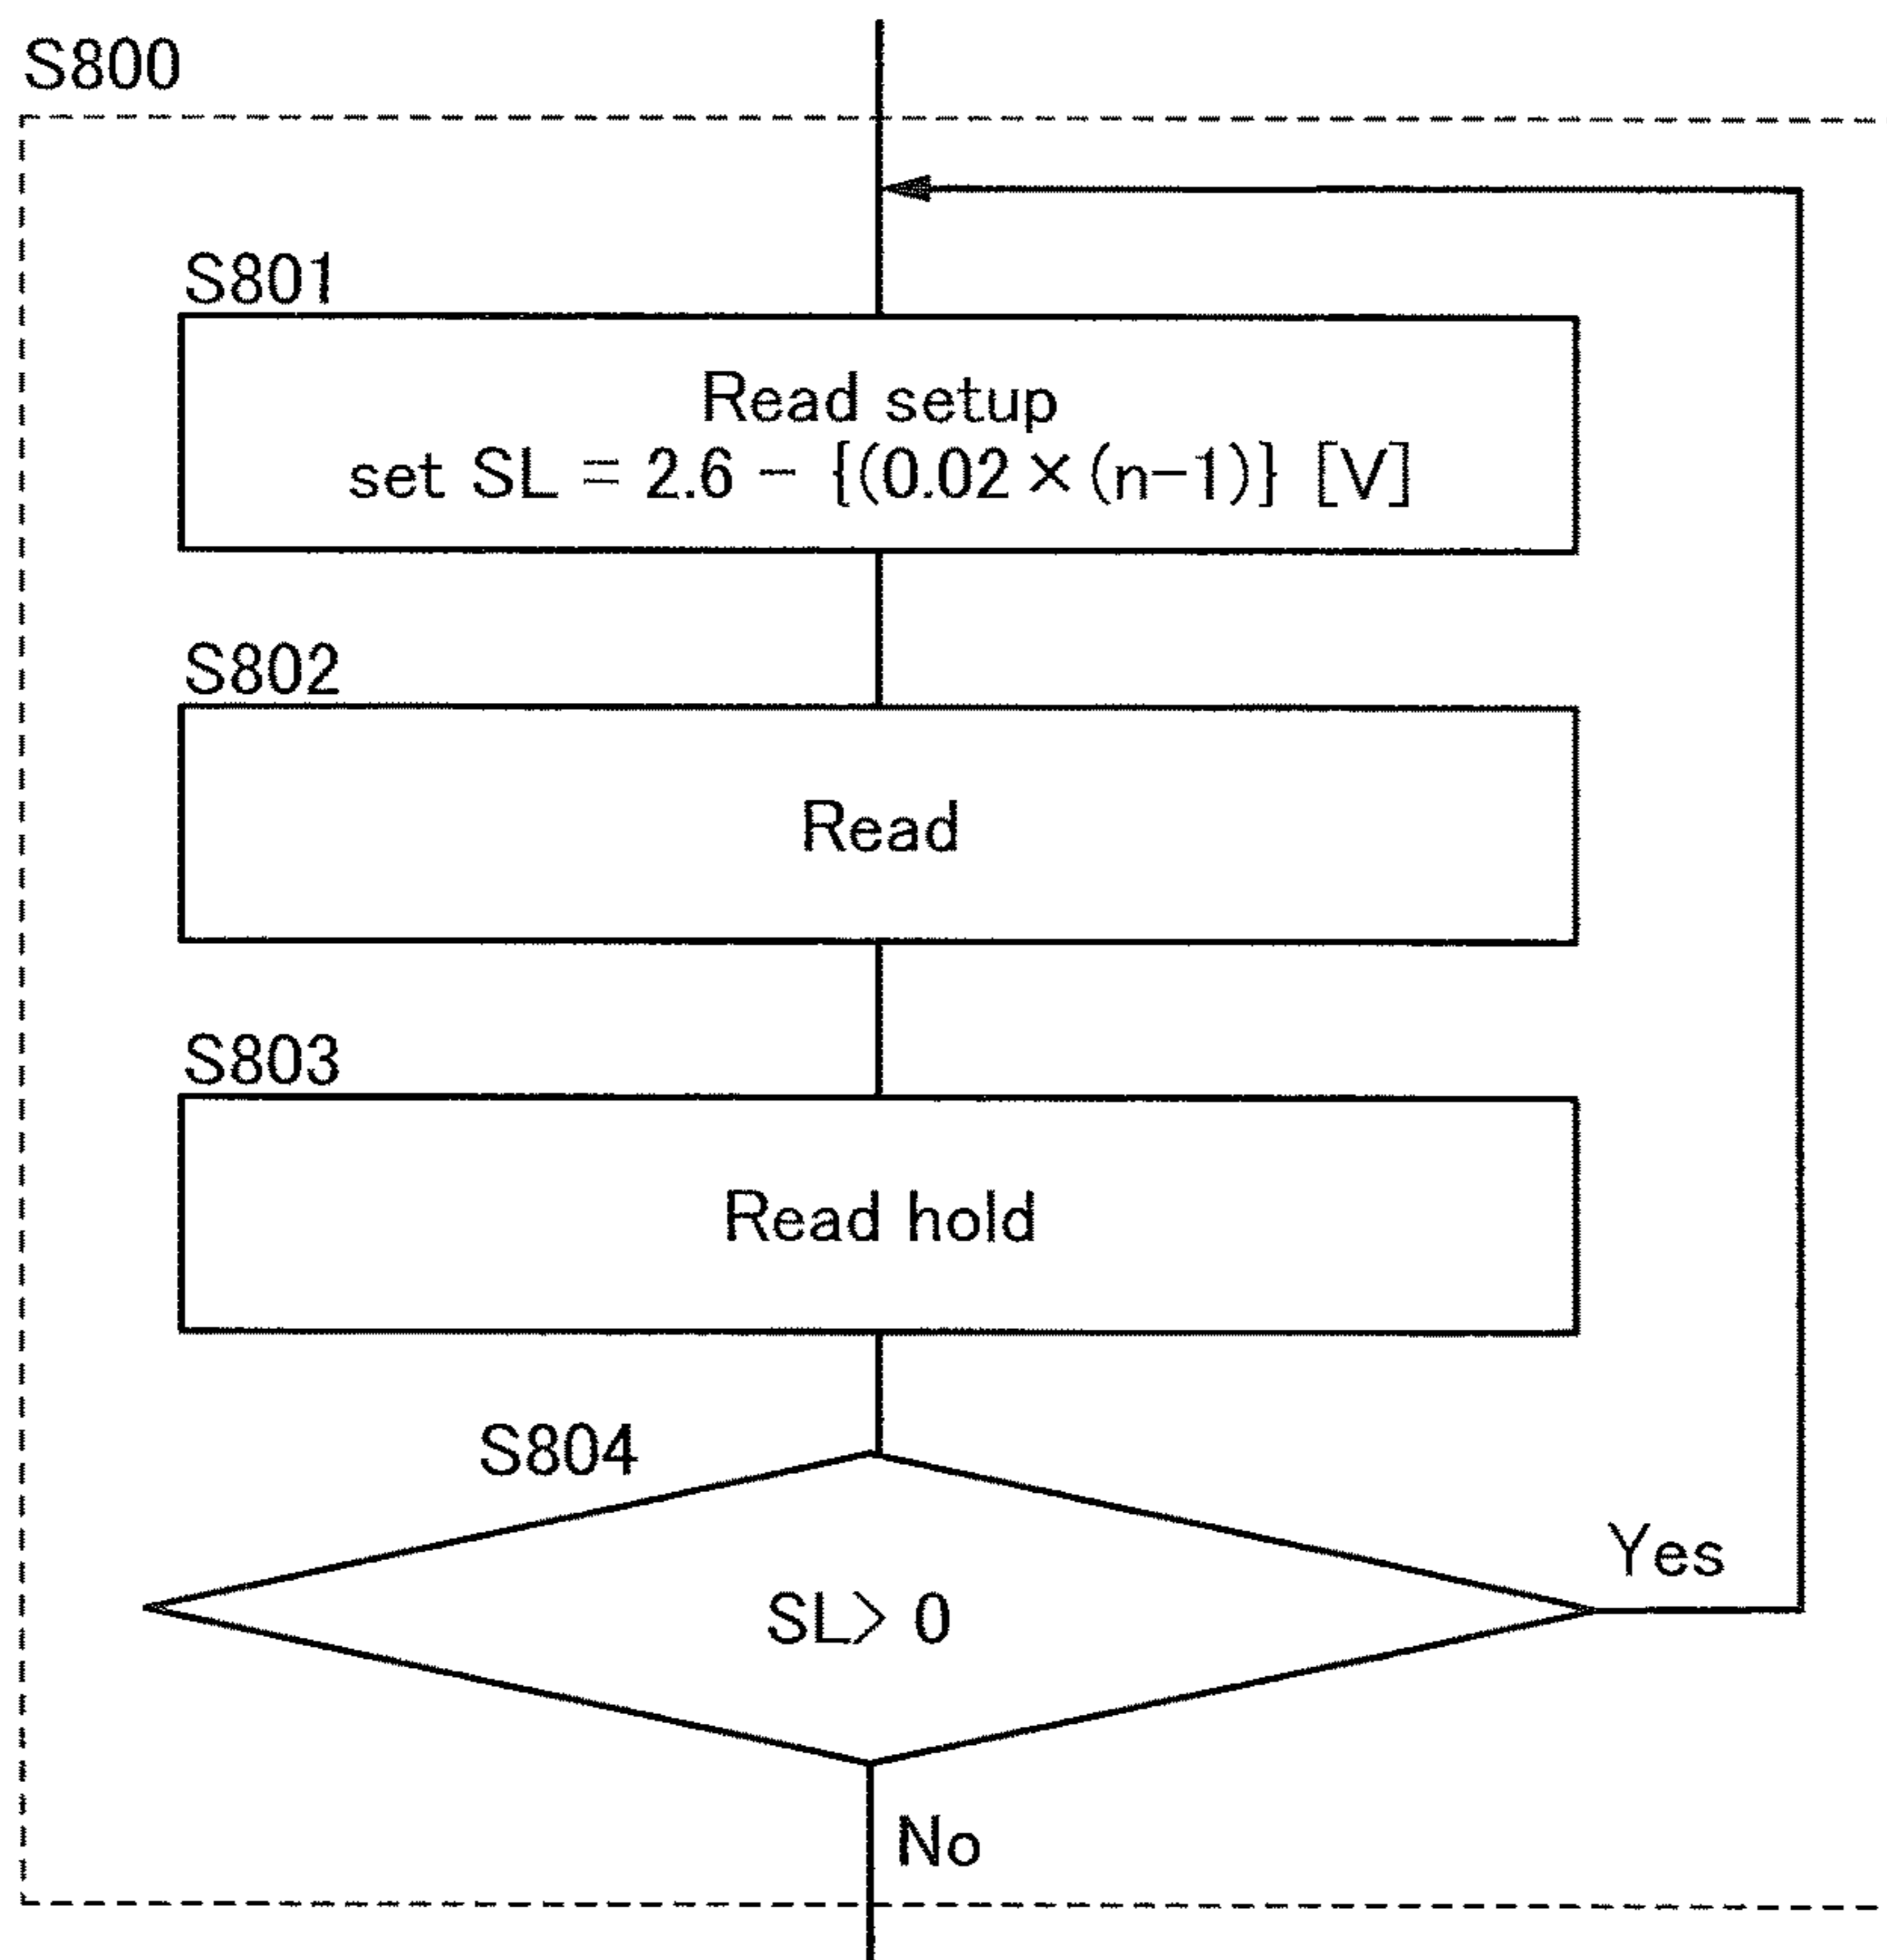 S800
S801
Read setup
set SL = 2.6 - {(0.02 × (n-1)} [V]
S802
Read
S803
Read hold
S804
SL> 0
Yes
No